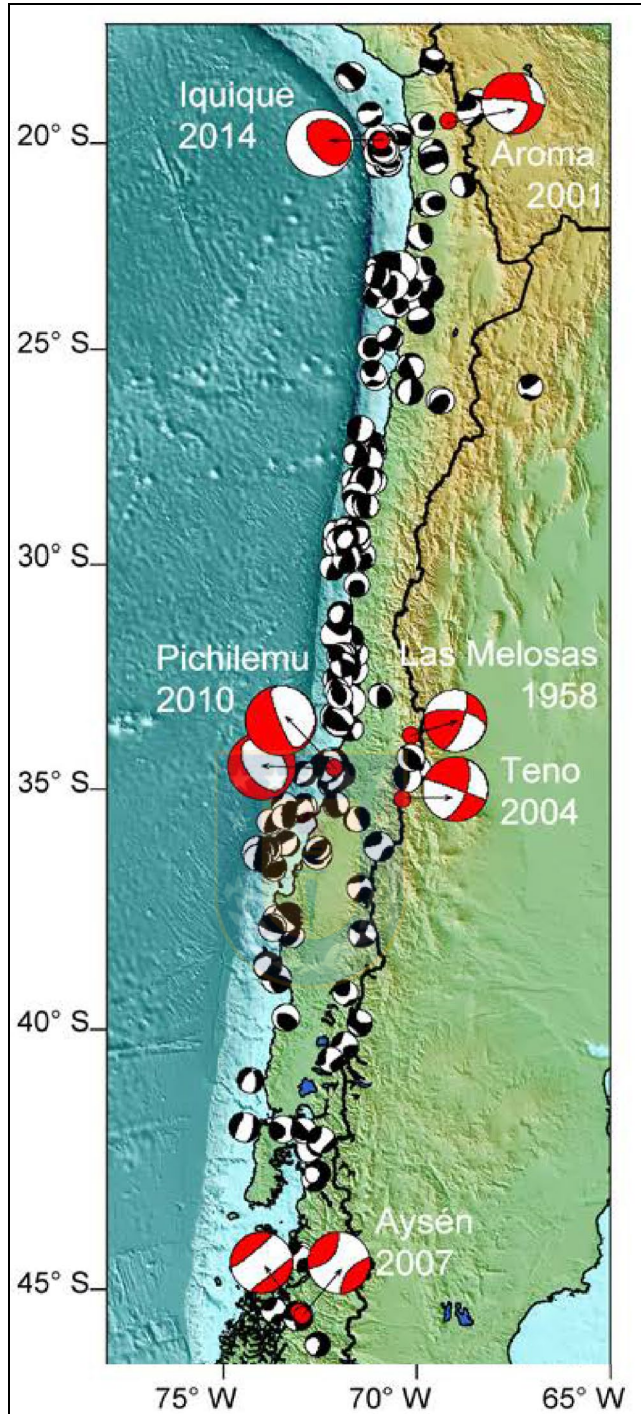 Iquique
2014
20° S
Aroma
2001
25° S
30° S
Pichilemu
2010
Las Melosas
1958
35° S
Teno
2004
40° S
Aysén
2007
45° S
75° W
70° W
65° W